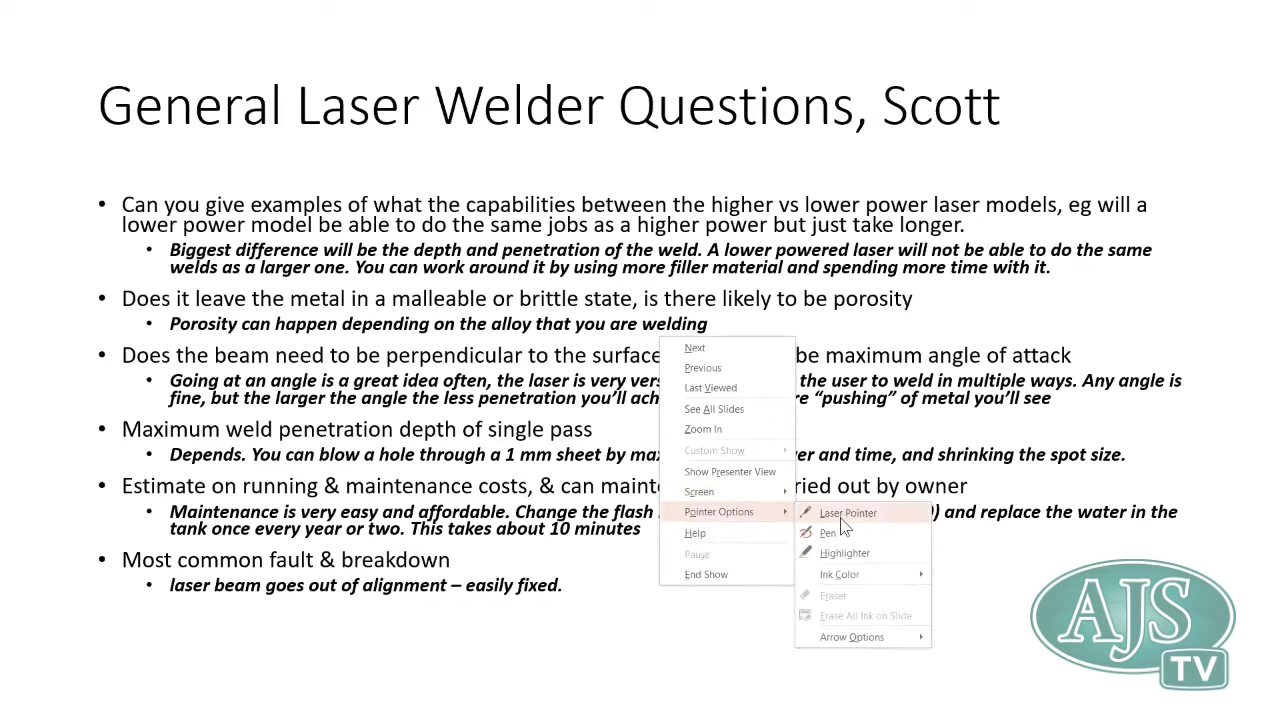 General Laser Welder Questions, Scott
• Can you give examples of what the capabilities between the higher vs lower power laser models, eg will a
lower power model be able to do the same jobs as a higher power but just take longer.
• Biggest difference will be the depth and penetration of the weld. A lower powered laser will not be able to do the same
welds as a larger one. You can work around it by using more filler material and spending more time with it.
• Does it leave the metal in a malleable or brittle state, is there likely to be porosity
• Porosity can happen depending on the alloy that you are welding
• Does the beam need to be perpendicular to the surface be maximum angle of attack
• Going at an angle is a great idea often, the laser is very the user to weld in multiple ways. Any angle is
fine, but the larger the angle the less penetration you’ll “pushing” of metal you’ll see
• Maximum weld penetration depth of single pass
• Depends. You can blow a hole through a 1 mm sheet by and time, and shrinking the spot size.
• Estimate on running & maintenance costs, & can out by owner
• Maintenance is very easy and affordable. Change the flash and replace the water in the
tank once every year or two. This takes about 10 minutes
• Most common fault & breakdown
• laser beam goes out of alignment – easily fixed.
Next
Previous
Last Viewed
See All Slides
Zoom In
Custom Show
Show Presenter View
Screen
Pointer Options
Help
Pause
End Show
Laser Pointer
Pen
Highlighter
Ink Color
Eraser
Erase All Ink on Slide
Arrow Options
AJS
TV